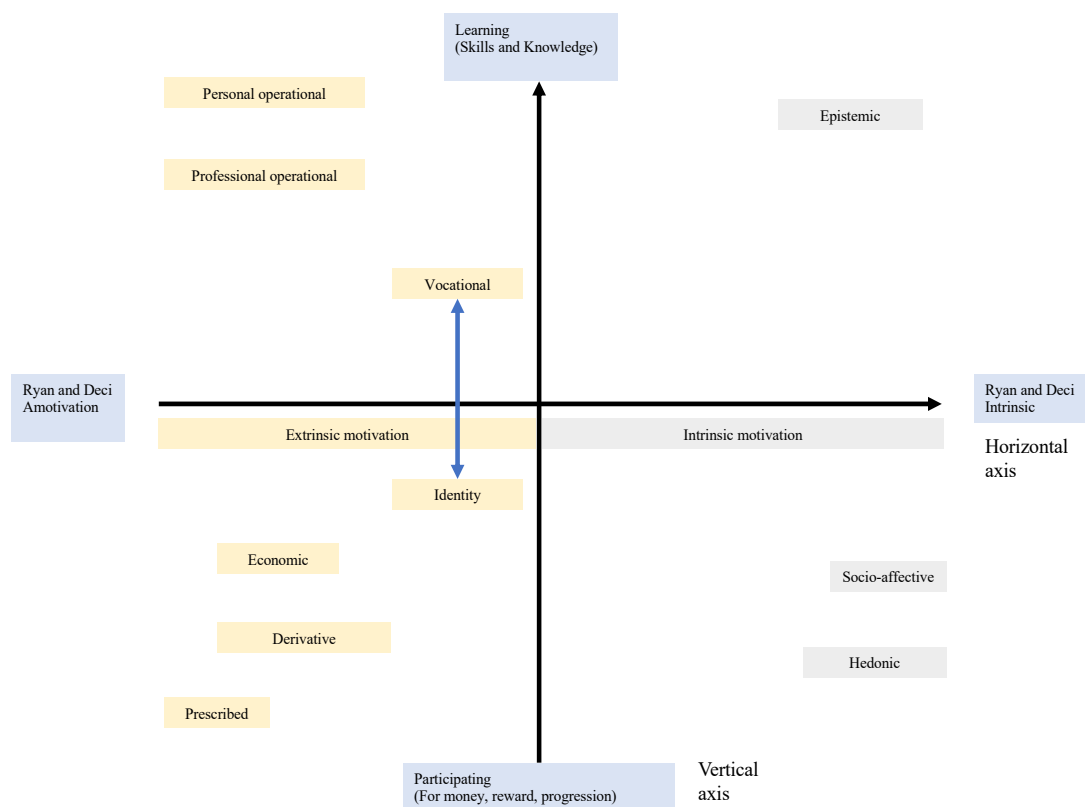 Learning
(Skills and Knowledge)
Personal operational
Epistemic
Professional operational
Vocational
Ryan and Deci
Amotivation
Ryan and Deci
Intrinsic
Extrinsic motivation
Intrinsic motivation
Horizontal
axis
Identity
Economic
Socio-affective
Derivative
Hedonic
Prescribed
Participating
(For money, reward, progression)
Vertical
axis